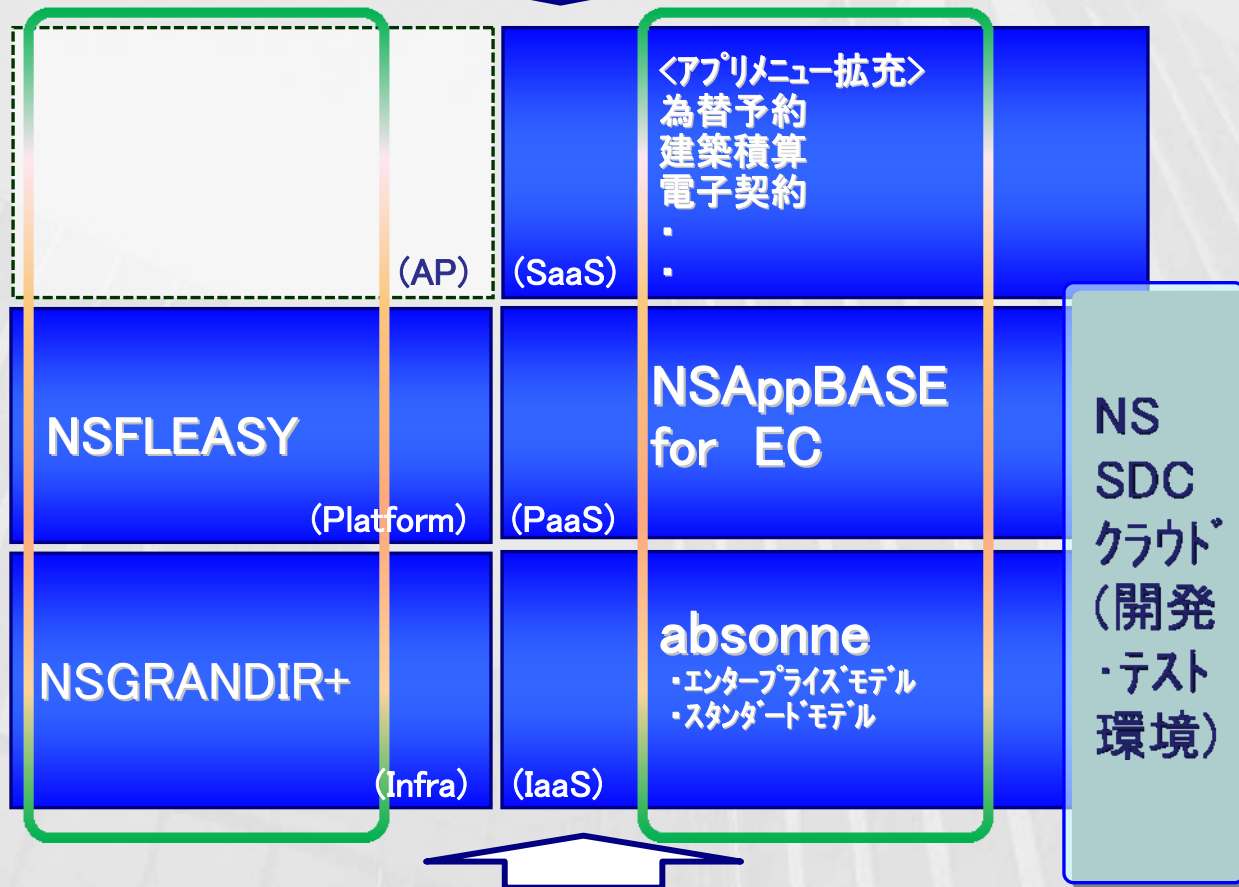 (AP)
<アプリメニュー拡充>
為替予約
建築積算
電子契約
・
・
(SaaS)
NSFLEASY
(Platform)
NSAppBASE
for EC
(PaaS)
NSGRANDIR+
(Infra)
absonne
・エンタープライズモデル
・スタンダードモデル
(IaaS)
NS
SDC
クラウド
(開発
・テスト
環境)